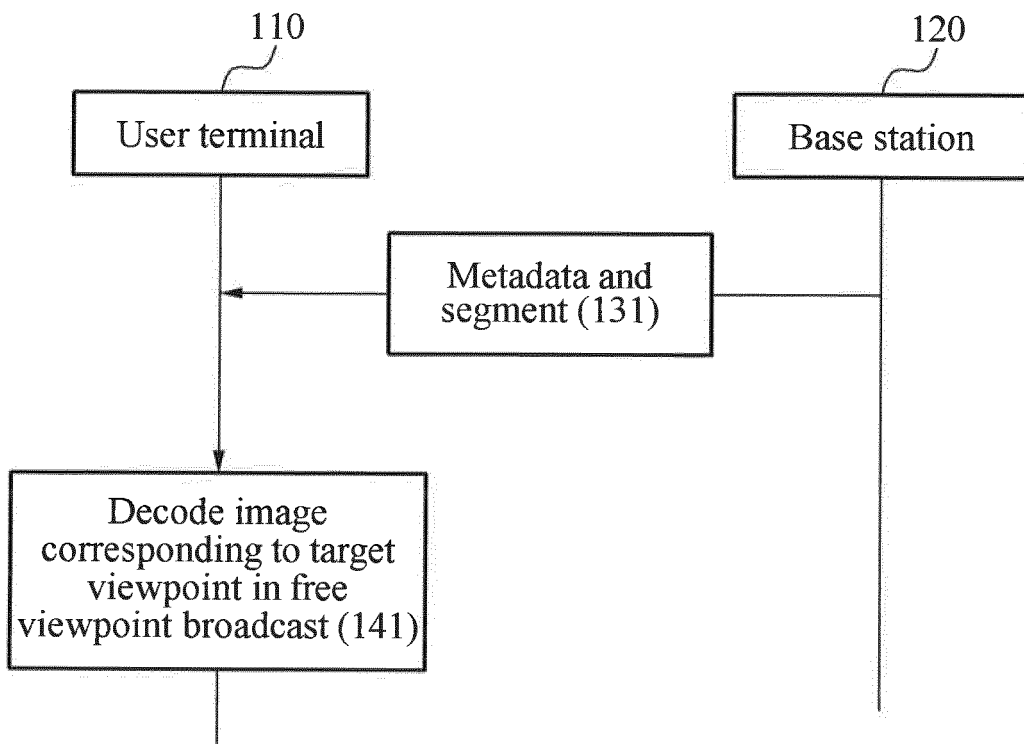 110
120
User terminal
Base station
Metadata and
segment (131)
Decode image
corresponding to target
viewpoint in free
viewpoint broadcast (141)